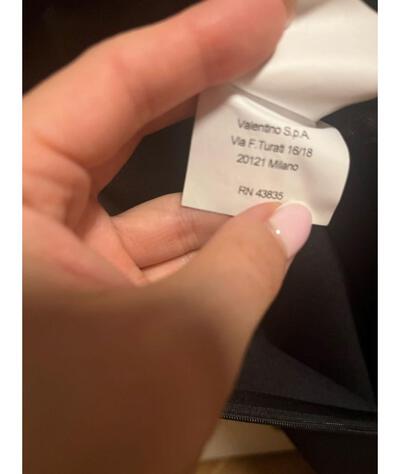 Valentino S.p.A.
Via F. Turati 16/18
20121 Milano
RN 43835